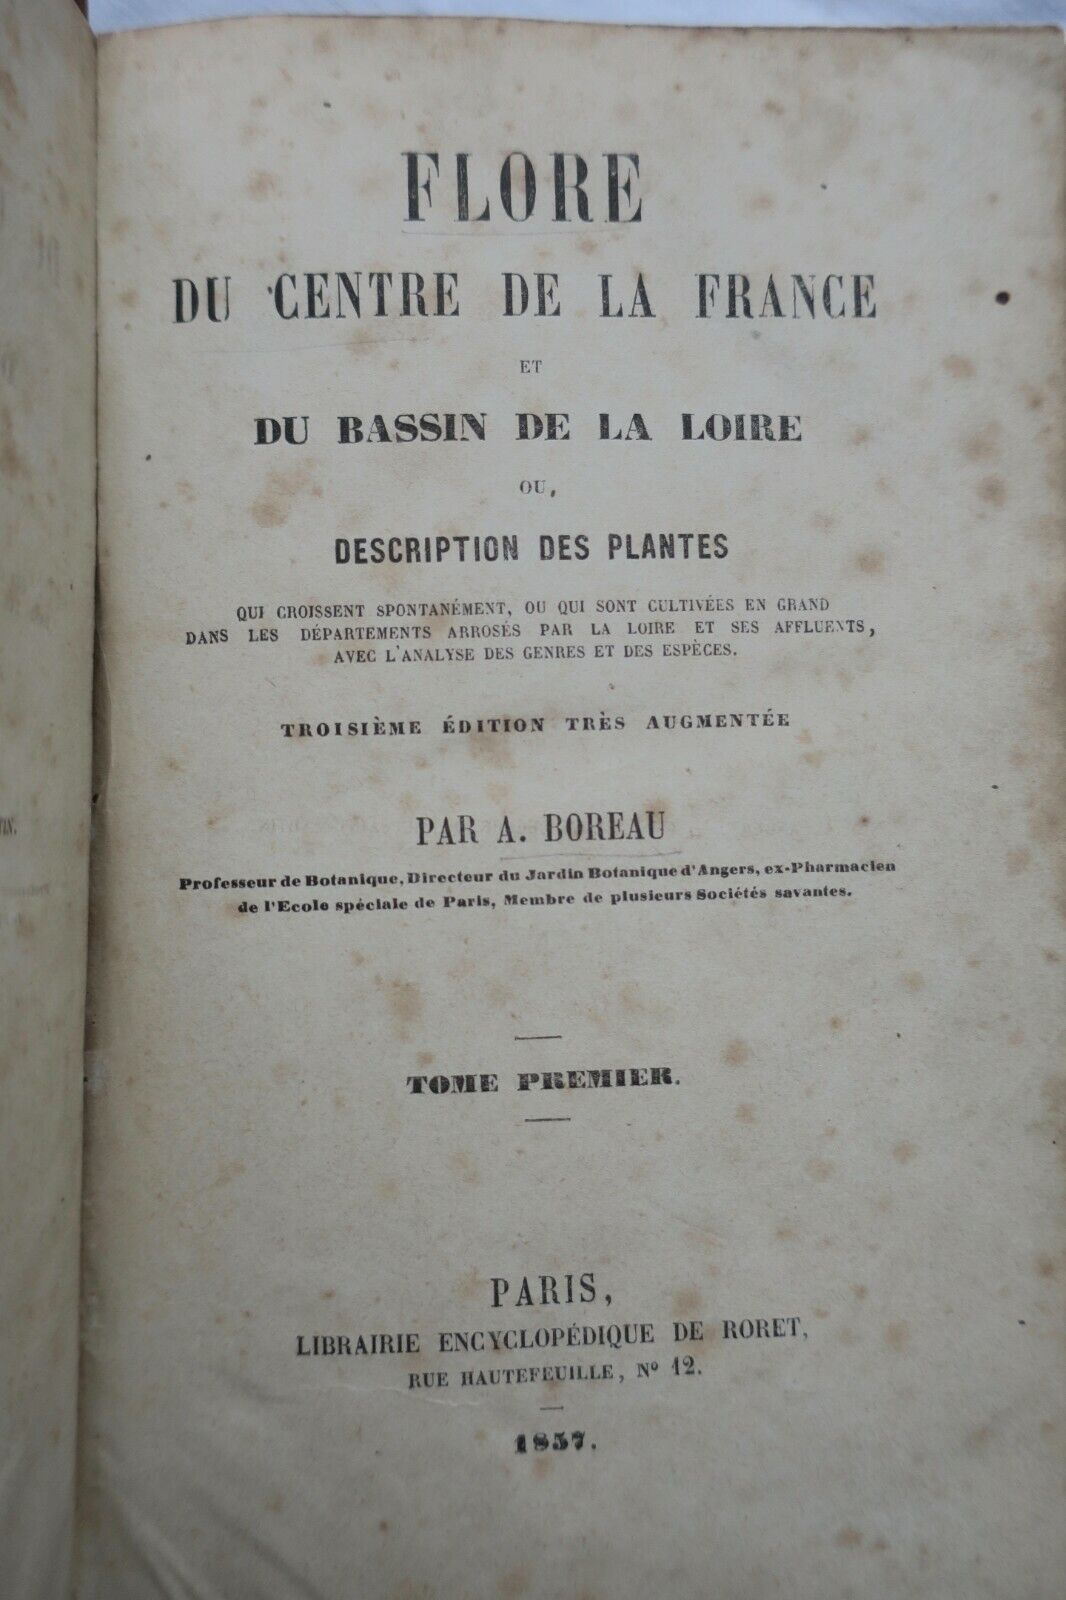 FLORE
DU CENTRE DE LA FRANCE
ET
DU BASSIN DE LA LOIRE
OU,
DESCRIPTION DES PLANTES
QUI CROISSENT SPONTANÉMENT, OU QUI SONT CULTIVÉES EN GRAND
DANS LES DÉPARTEMENTS ARROSÉS PAR LA LOIRE ET SES AFFLUENTS,
AVEC L'ANALYSE DES GENRES ET DES ESPÈCES.
TROISIÈME ÉDITION TRÈS AUGMENTÉE
PAR A. BOREAU
Professeur de Botanique, Directeur du Jardin Botanique d'Angers, ex-Pharmacien
de l'Ecole spéciale de Paris, Membre de plusieurs Sociétés savantes.
TOME PREMIER.
PARIS,
LIBRAIRIE ENCYCLOPÉDIQUE DE RORET,
RUE HAUTEFEUILLE, Nº 12.
1857.